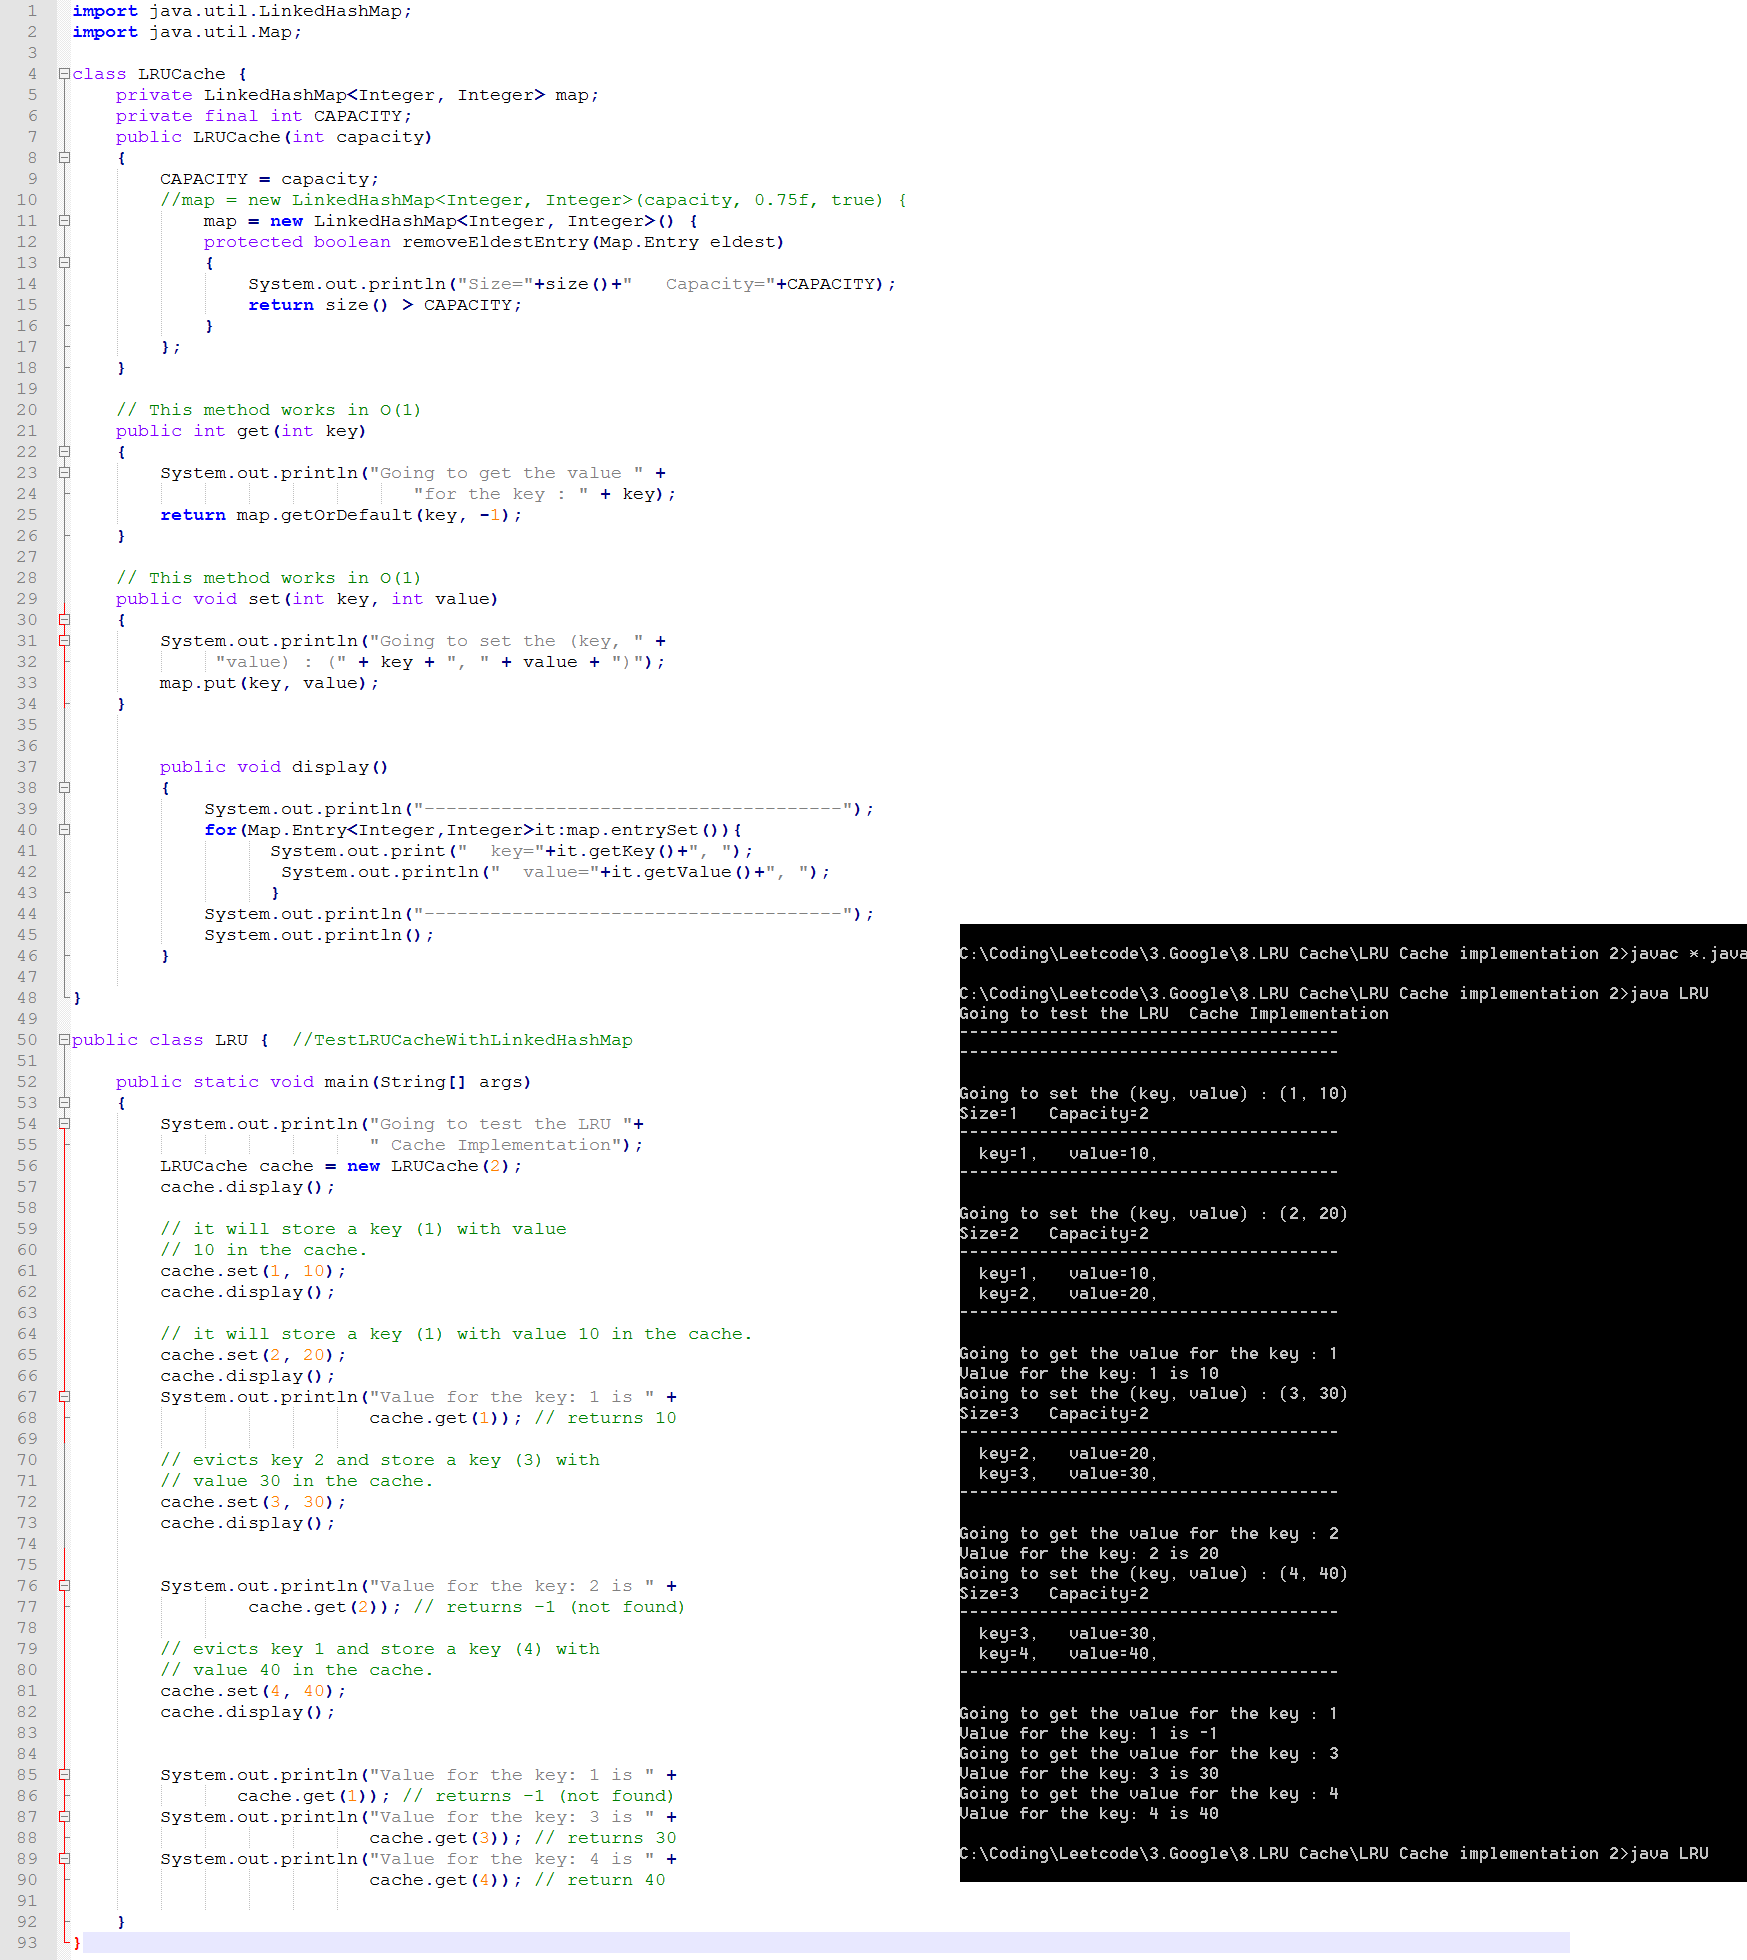 1 import java.util.LinkedHashMap;
2 import java.util.Map;
3
4 class LRUCache {
5 private LinkedHashMap<Integer, Integer> map;
6 private final int CAPACITY;
7 public LRUCache(int capacity)
8 {
9 CAPACITY = capacity;
10 //map = new LinkedHashMap<Integer, Integer>(capacity, 0.75f, true) {
11 map = new LinkedHashMap<Integer, Integer>() {
12 protected boolean removeEldestEntry(Map.Entry eldest)
13 {
14 System.out.println("Size="+size()+"   Capacity="+CAPACITY);
15 return size() > CAPACITY;
16 }
17 };
18 }
19
20 // This method works in O(1)
21 public int get(int key)
22 {
23 System.out.println("Going to get the value " +
24 "for the key : " + key);
25 return map.getOrDefault(key, -1);
26 }
27
28 // This method works in O(1)
29 public void set(int key, int value)
30 {
31 System.out.println("Going to set the (key, " +
32 "value) : (" + key + ", " + value + ")");
33 map.put(key, value);
34 }
35
36
37 public void display()
38 {
39 System.out.println("--------------------------------------");
40 for(Map.Entry<Integer,Integer>it:map.entrySet()){
41 System.out.print("  key="+it.getKey()+", ");
42 System.out.println("  value="+it.getValue()+", ");
43 }
44 System.out.println("--------------------------------------");
45 System.out.println();
46 }
47
48 }
49
50 public class LRU {  //TestLRUCacheWithLinkedHashMap
51
52 public static void main(String[] args)
53 {
54 System.out.println("Going to test the LRU "+
55 " Cache Implementation");
56 LRUCache cache = new LRUCache(2);
57 cache.display();
58
59 // it will store a key (1) with value
60 // 10 in the cache.
61 cache.set(1, 10);
62 cache.display();
63
64 // it will store a key (1) with value 10 in the cache.
65 cache.set(2, 20);
66 cache.display();
67 System.out.println("Value for the key: 1 is " +
68 cache.get(1)); // returns 10
69
70 // evicts key 2 and store a key (3) with
71 // value 30 in the cache.
72 cache.set(3, 30);
73 cache.display();
74
75
76 System.out.println("Value for the key: 2 is " +
77 cache.get(2)); // returns -1 (not found)
78
79 // evicts key 1 and store a key (4) with
80 // value 40 in the cache.
81 cache.set(4, 40);
82 cache.display();
83
84
85 System.out.println("Value for the key: 1 is " +
86 cache.get(1)); // returns -1 (not found)
87 System.out.println("Value for the key: 3 is " +
88 cache.get(3)); // returns 30
89 System.out.println("Value for the key: 4 is " +
90 cache.get(4)); // return 40
91
92 }
93 }
C:\Coding\Leetcode\3.Google\8.LRU Cache\LRU Cache implementation 2>javac *.java
C:\Coding\Leetcode\3.Google\8.LRU Cache\LRU Cache implementation 2>java LRU
Going to test the LRU  Cache Implementation
--------------------------------------
--------------------------------------
Going to set the (key, value) : (1, 10)
Size=1   Capacity=2
--------------------------------------
  key=1,   value=10,
--------------------------------------
Going to set the (key, value) : (2, 20)
Size=2   Capacity=2
--------------------------------------
  key=1,   value=10,
  key=2,   value=20,
--------------------------------------
Going to get the value for the key : 1
Value for the key: 1 is 10
Going to set the (key, value) : (3, 30)
Size=3   Capacity=2
--------------------------------------
  key=2,   value=20,
  key=3,   value=30,
--------------------------------------
Going to get the value for the key : 2
Value for the key: 2 is 20
Going to set the (key, value) : (4, 40)
Size=3   Capacity=2
--------------------------------------
  key=3,   value=30,
  key=4,   value=40,
--------------------------------------
Going to get the value for the key : 1
Value for the key: 1 is -1
Going to get the value for the key : 3
Value for the key: 3 is 30
Going to get the value for the key : 4
Value for the key: 4 is 40
C:\Coding\Leetcode\3.Google\8.LRU Cache\LRU Cache implementation 2>java LRU